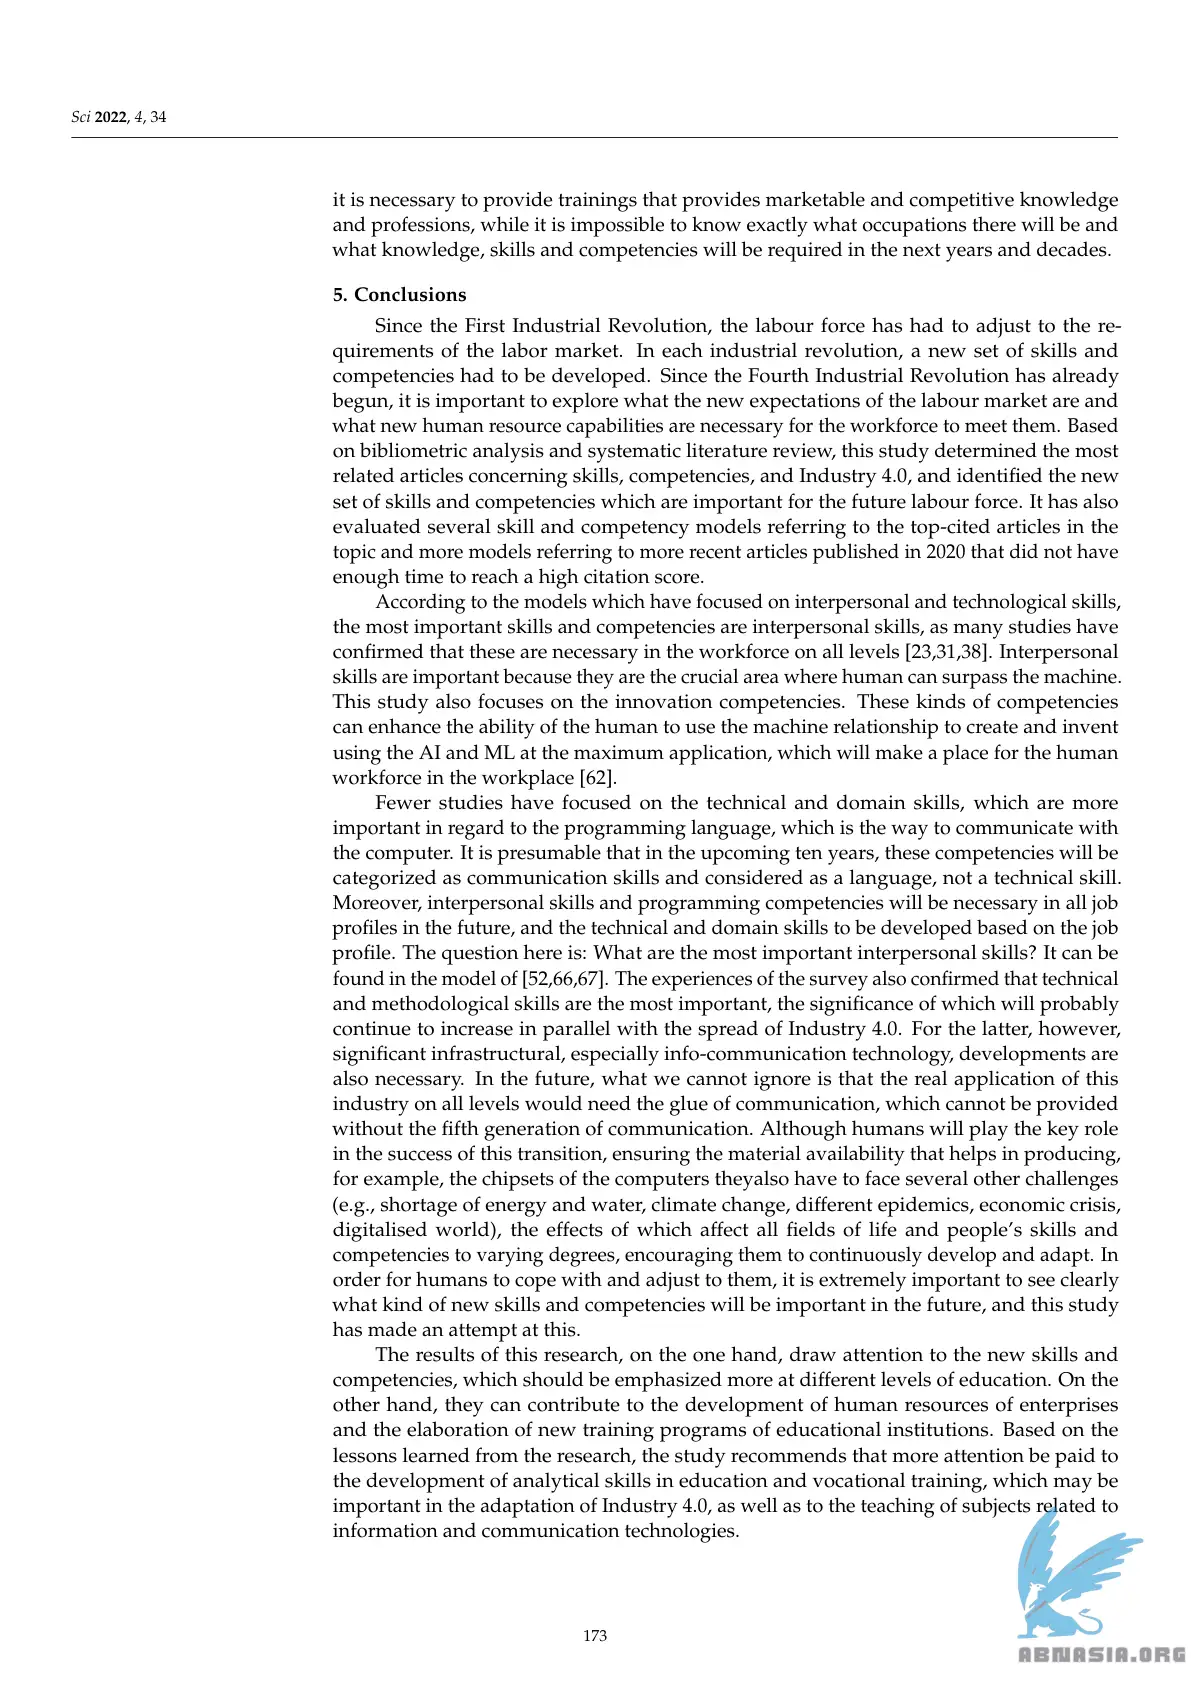 Sci 2022, 4, 34
it is necessary to provide trainings that provides marketable and competitive knowledge
and professions, while it is impossible to know exactly what occupations there will be and
what knowledge, skills and competencies will be required in the next years and decades.
5. Conclusions
Since the First Industrial Revolution, the labour force has had to adjust to the re-
quirements of the labor market. In each industrial revolution, a new set of skills and
competencies had to be developed. Since the Fourth Industrial Revolution has already
begun, it is important to explore what the new expectations of the labour market are and
what new human resource capabilities are necessary for the workforce to meet them. Based
on bibliometric analysis and systematic literature review, this study determined the most
related articles concerning skills, competencies, and Industry 4.0, and identified the new
set of skills and competencies which are important for the future labour force. It has also
evaluated several skill and competency models referring to the top-cited articles in the
topic and more models referring to more recent articles published in 2020 that did not have
enough time to reach a high citation score.
According to the models which have focused on interpersonal and technological skills,
the most important skills and competencies are interpersonal skills, as many studies have
confirmed that these are necessary in the workforce on all levels [23,31,38]. Interpersonal
skills are important because they are the crucial area where human can surpass the machine.
This study also focuses on the innovation competencies. These kinds of competencies
can enhance the ability of the human to use the machine relationship to create and invent
using the AI and ML at the maximum application, which will make a place for the human
workforce in the workplace [62].
Fewer studies have focused on the technical and domain skills, which are more
important in regard to the programming language, which is the way to communicate with
the computer. It is presumable that in the upcoming ten years, these competencies will be
categorized as communication skills and considered as a language, not a technical skill.
Moreover, interpersonal skills and programming competencies will be necessary in all job
profiles in the future, and the technical and domain skills to be developed based on the job
profile. The question here is: What are the most important interpersonal skills? It can be
found in the model of [52,66,67]. The experiences of the survey also confirmed that technical
and methodological skills are the most important, the significance of which will probably
continue to increase in parallel with the spread of Industry 4.0. For the latter, however,
significant infrastructural, especially info-communication technology, developments are
also necessary. In the future, what we cannot ignore is that the real application of this
industry on all levels would need the glue of communication, which cannot be provided
without the fifth generation of communication. Although humans will play the key role
in the success of this transition, ensuring the material availability that helps in producing,
for example, the chipsets of the computers theyalso have to face several other challenges
(e.g., shortage of energy and water, climate change, different epidemics, economic crisis,
digitalised world), the effects of which affect all fields of life and people's skills and
competencies to varying degrees, encouraging them to continuously develop and adapt. In
order for humans to cope with and adjust to them, it is extremely important to see clearly
what kind of new skills and competencies will be important in the future, and this study
has made an attempt at this.
The results of this research, on the one hand, draw attention to the new skills and
competencies, which should be emphasized more at different levels of education. On the
other hand, they can contribute to the development of human resources of enterprises
and the elaboration of new training programs of educational institutions. Based on the
lessons learned from the research, the study recommends that more attention be paid to
the development of analytical skills in education and vocational training, which may be
important in the adaptation of Industry 4.0, as well as to the teaching of subjects related to
information and communication technologies.
173
ABNASIA.ORG